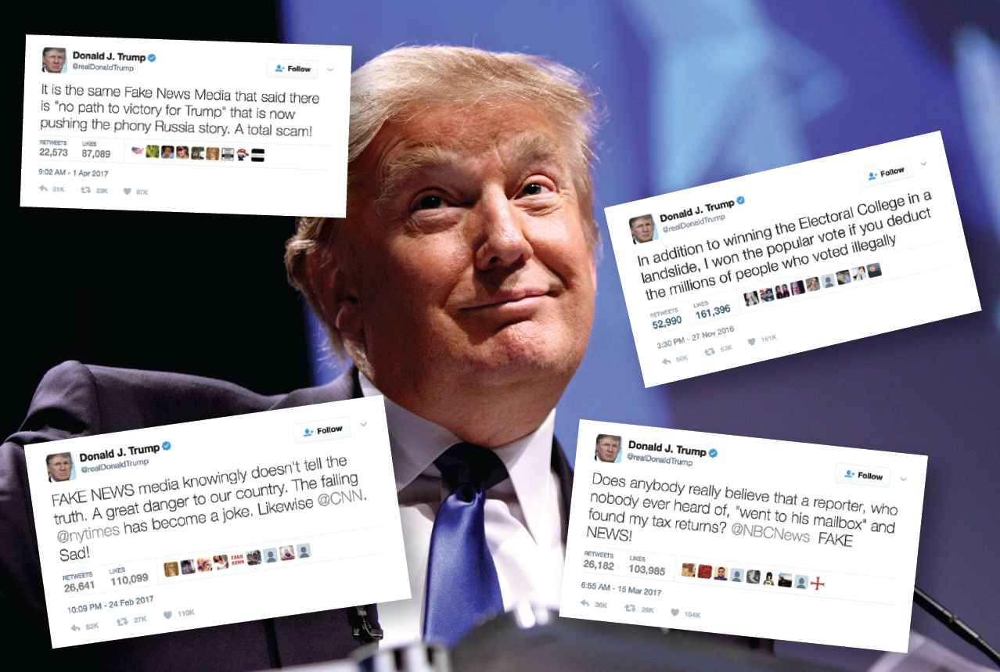 Donald J. Trump
@realDonaldTrump
Follow
It is the same Fake News Media that said there
is "no path to victory for Trump" that is now
pushing the phony Russia story. A total scam!
RETWEETS LIKES
22,573 87,089
9:02 AM - 1 Apr 2017
31K 23K 87K
Donald J. Trump
@realDonaldTrump
Follow
In addition to winning the Electoral College in a
landslide, I won the popular vote if you deduct
the millions of people who voted illegally
RETWEETS LIKES
52,990 161,396
3:30 PM - 27 Nov 2016
50K 53K 161K
Donald J. Trump
@realDonaldTrump
Follow
FAKE NEWS media knowingly doesn't tell the
truth. A great danger to our country. The failing
@nytimes has become a joke. Likewise @CNN.
Sad!
RETWEETS LIKES
26,641 110,099
FAKE
NEWS
10:09 PM - 24 Feb 2017
82K 27K 110K
Donald J. Trump
@realDonaldTrump
Follow
Does anybody really believe that a reporter, who
nobody ever heard of, "went to his mailbox" and
found my tax returns? @NBCNews FAKE
NEWS!
RETWEETS LIKES
26,182 103,985
6:55 AM - 15 Mar 2017
36K 26K 104K